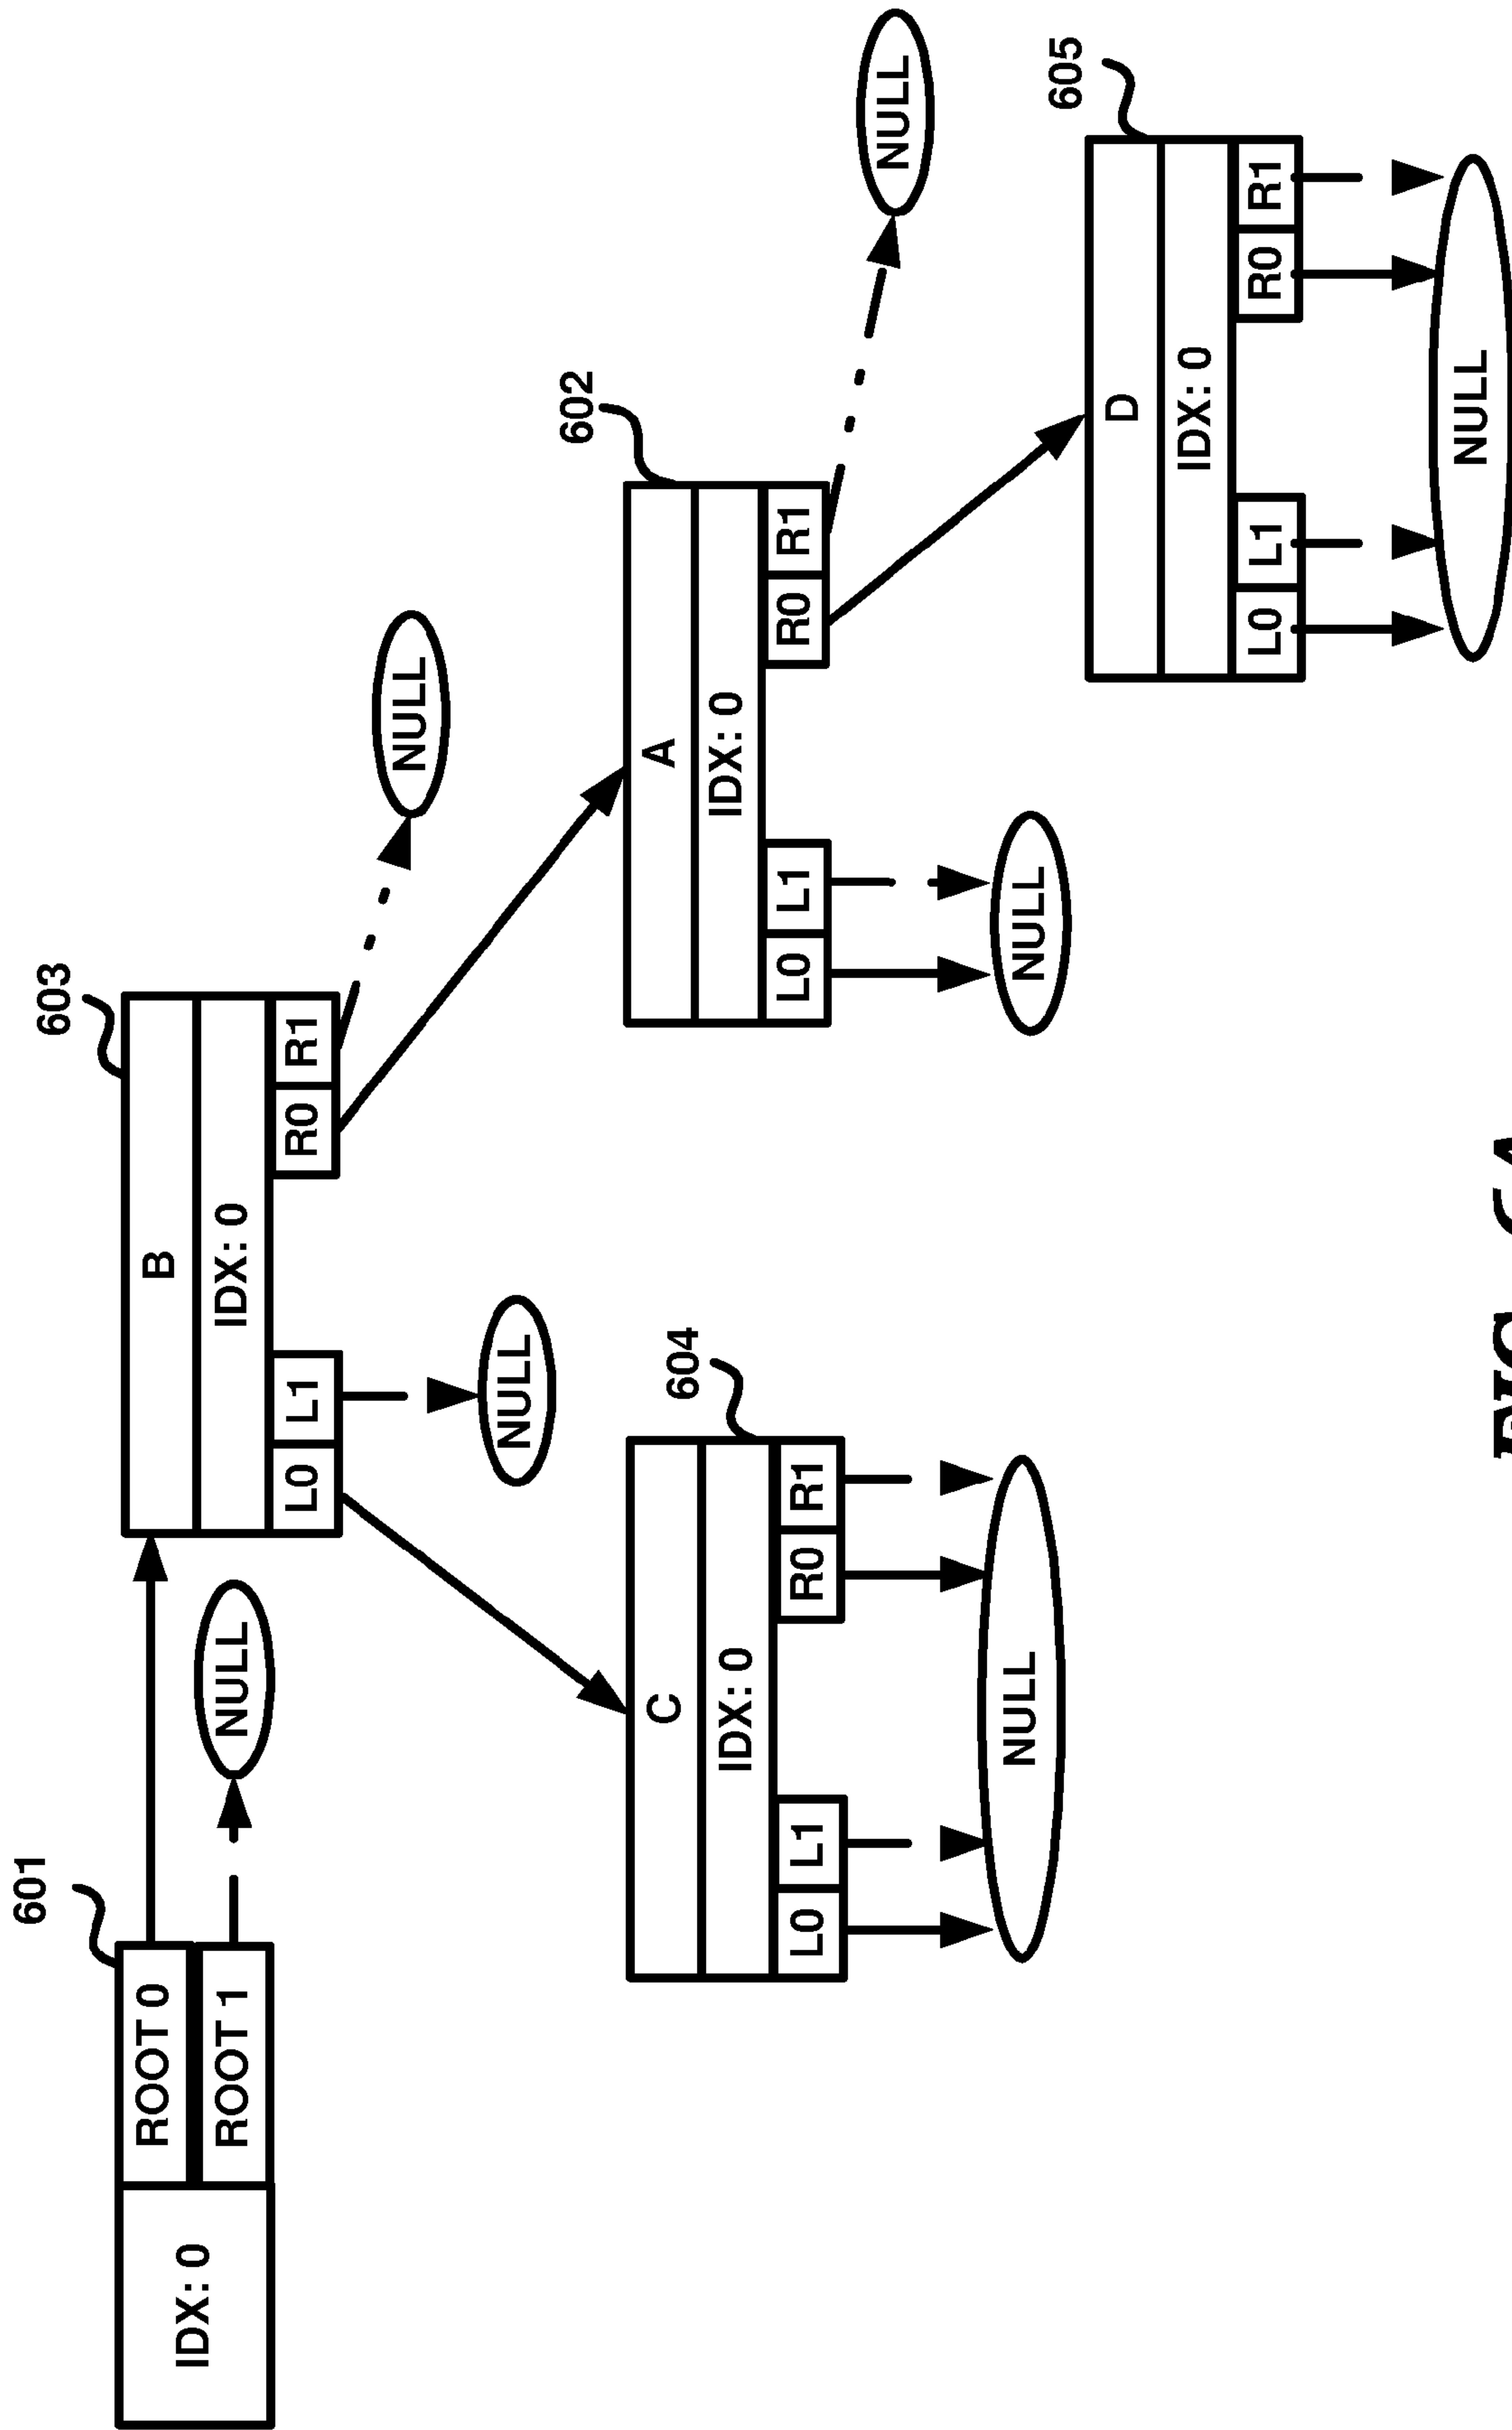 601
603
ROOT 0
IDX: 0
ROOT 1
NULL
B
IDX: 0
L0 L1
R0 R1
NULL
NULL
604
602
C
IDX: 0
L0 L1
R0 R1
NULL
A
IDX: 0
L0 L1
R0 R1
NULL
NULL
605
D
IDX: 0
L0 L1
R0 R1
NULL